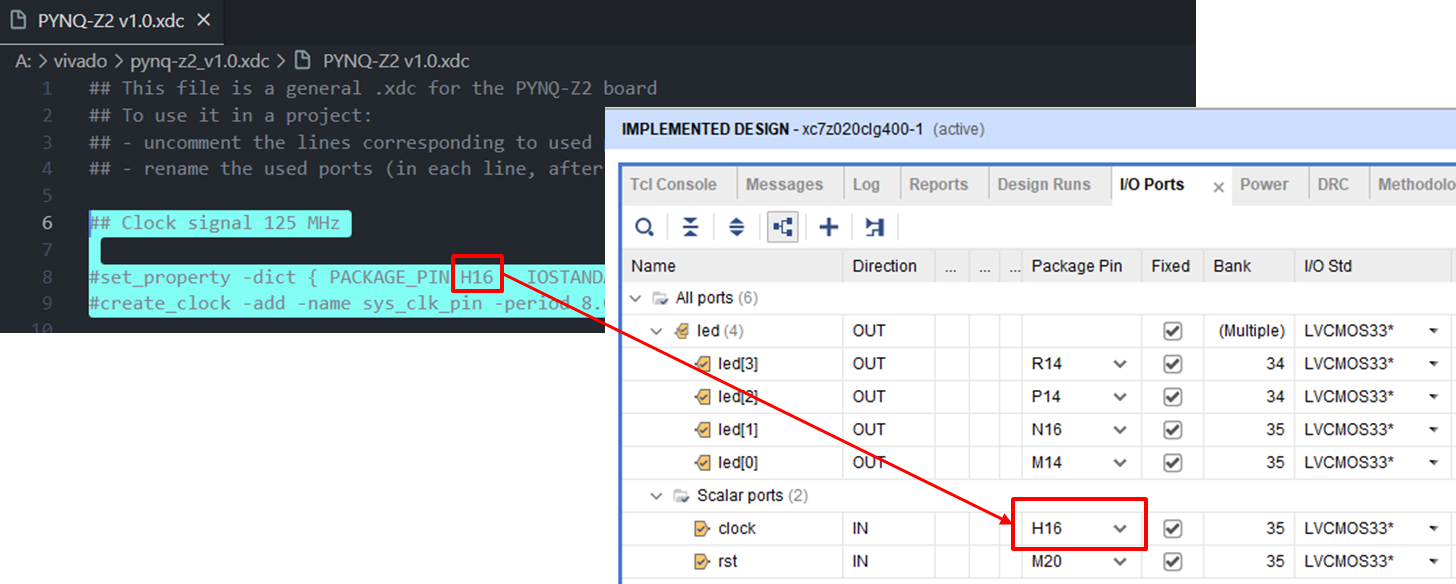 PYNQ-Z2 v1.0.xdc
A: > vivado > pynq-z2_v1.0.xdc > PYNQ-Z2 v1.0.xdc
1 ## This file is a general .xdc for the PYNQ-Z2 board
2 ## To use it in a project:
3 ## - uncomment the lines corresponding to used
4 ## - rename the used ports (in each line, after
5
6 ## Clock signal 125 MHz
7
8 #set_property -dict { PACKAGE_PIN H16 IOSTANDA
9 #create_clock -add -name sys_clk_pin -period 8.
10
IMPLEMENTED DESIGN - xc7z020clg400-1 (active)
Tcl Console Messages Log Reports Design Runs I/O Ports Power DRC Methodolo
Name Direction ... ... ... Package Pin Fixed Bank I/O Std
All ports (6)
led (4) OUT (Multiple) LVCMOS33*
led[3] OUT R14 34 LVCMOS33*
led[2] OUT P14 34 LVCMOS33*
led[1] OUT N16 35 LVCMOS33*
led[0] OUT M14 35 LVCMOS33*
Scalar ports (2)
clock IN H16 35 LVCMOS33*
rst IN M20 35 LVCMOS33*